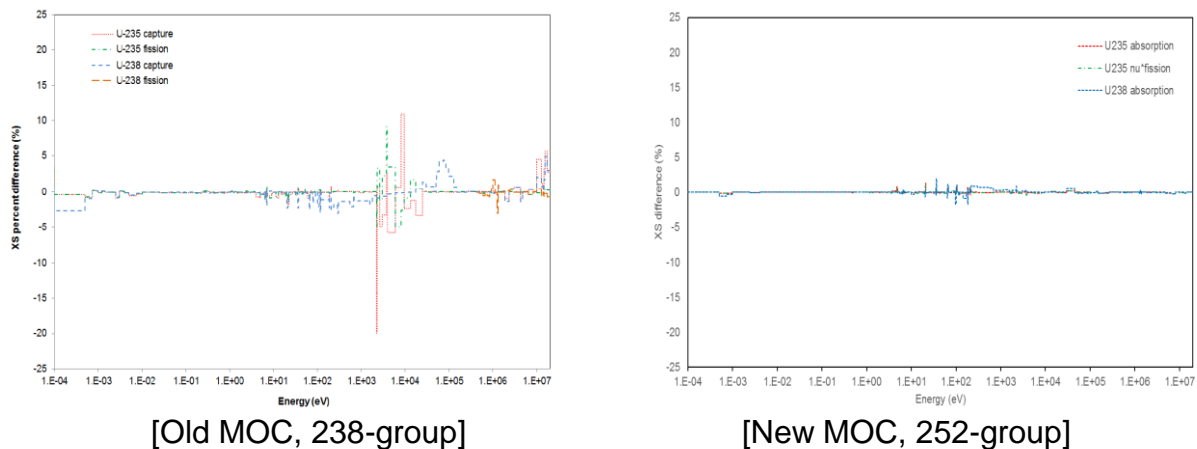 25
20
15
10
5
0
-5
-10
-15
-20
-25
XS percent difference (%)
U-235 capture
U-235 fission
U-238 capture
U-238 fission
1.E-04 1.E-03 1.E-02 1.E-01 1.E+00 1.E+01 1.E+02 1.E+03 1.E+04 1.E+05 1.E+06 1.E+07
Energy (eV)
[Old MOC, 238-group]
25
20
15
10
5
0
-5
-10
-15
-20
-25
XS difference (%)
U235 absorption
U235 nu*fission
U238 absorption
1.E-04 1.E-03 1.E-02 1.E-01 1.E+00 1.E+01 1.E+02 1.E+03 1.E+04 1.E+05 1.E+06 1.E+07
Energy (eV)
[New MOC, 252-group]